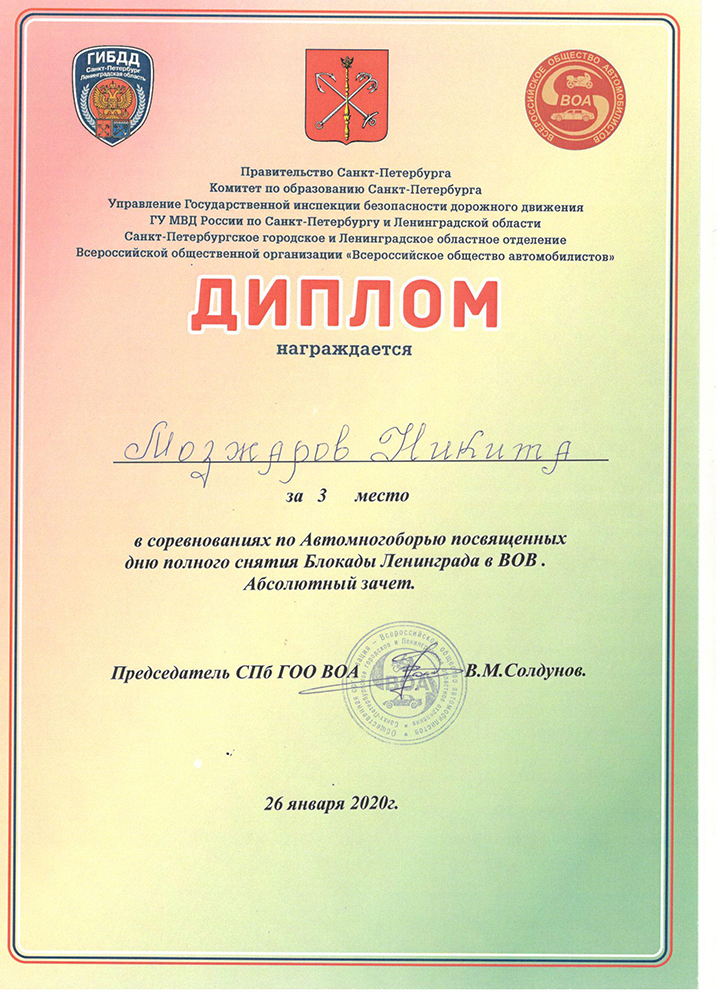 ГИБДД
Санкт-Петербург
Ленинградская область
ВСЕРОССИЙСКОЕ ОБЩЕСТВО АВТОМОБИЛИСТОВ
ВОА
Правительство Санкт-Петербурга
Комитет по образованию Санкт-Петербурга
Управление Государственной инспекции безопасности дорожного движения
ГУ МВД России по Санкт-Петербургу и Ленинградской области
Санкт-Петербургское городское и Ленинградское областное отделение
Всероссийской общественной организации «Всероссийское общество автомобилистов»
ДИПЛОМ
награждается
Мозжаров Никита
за 3 место
в соревнованиях по Автомногоборью посвященных
дню полного снятия Блокады Ленинграда в ВОВ .
Абсолютный зачет.
Председатель СПб ГОО ВОА В.М.Солдунов.
ВОА
26 января 2020г.